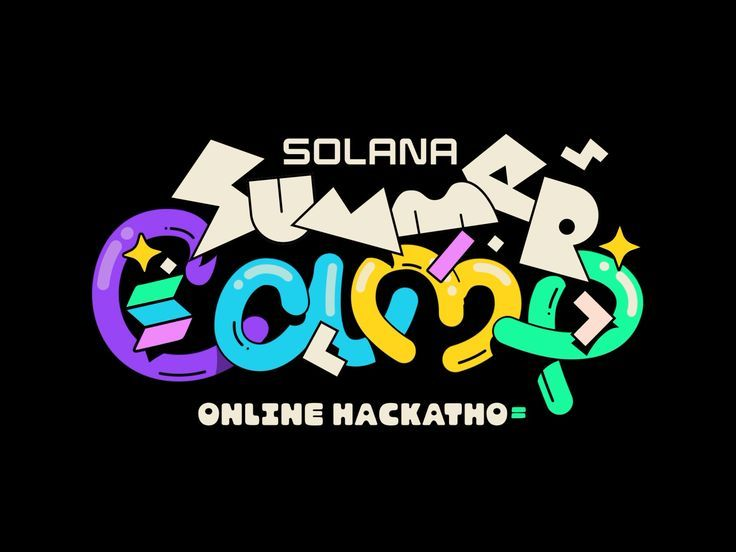 SOLANA
SUMMER
Camp
ONLINE HACKATHO=